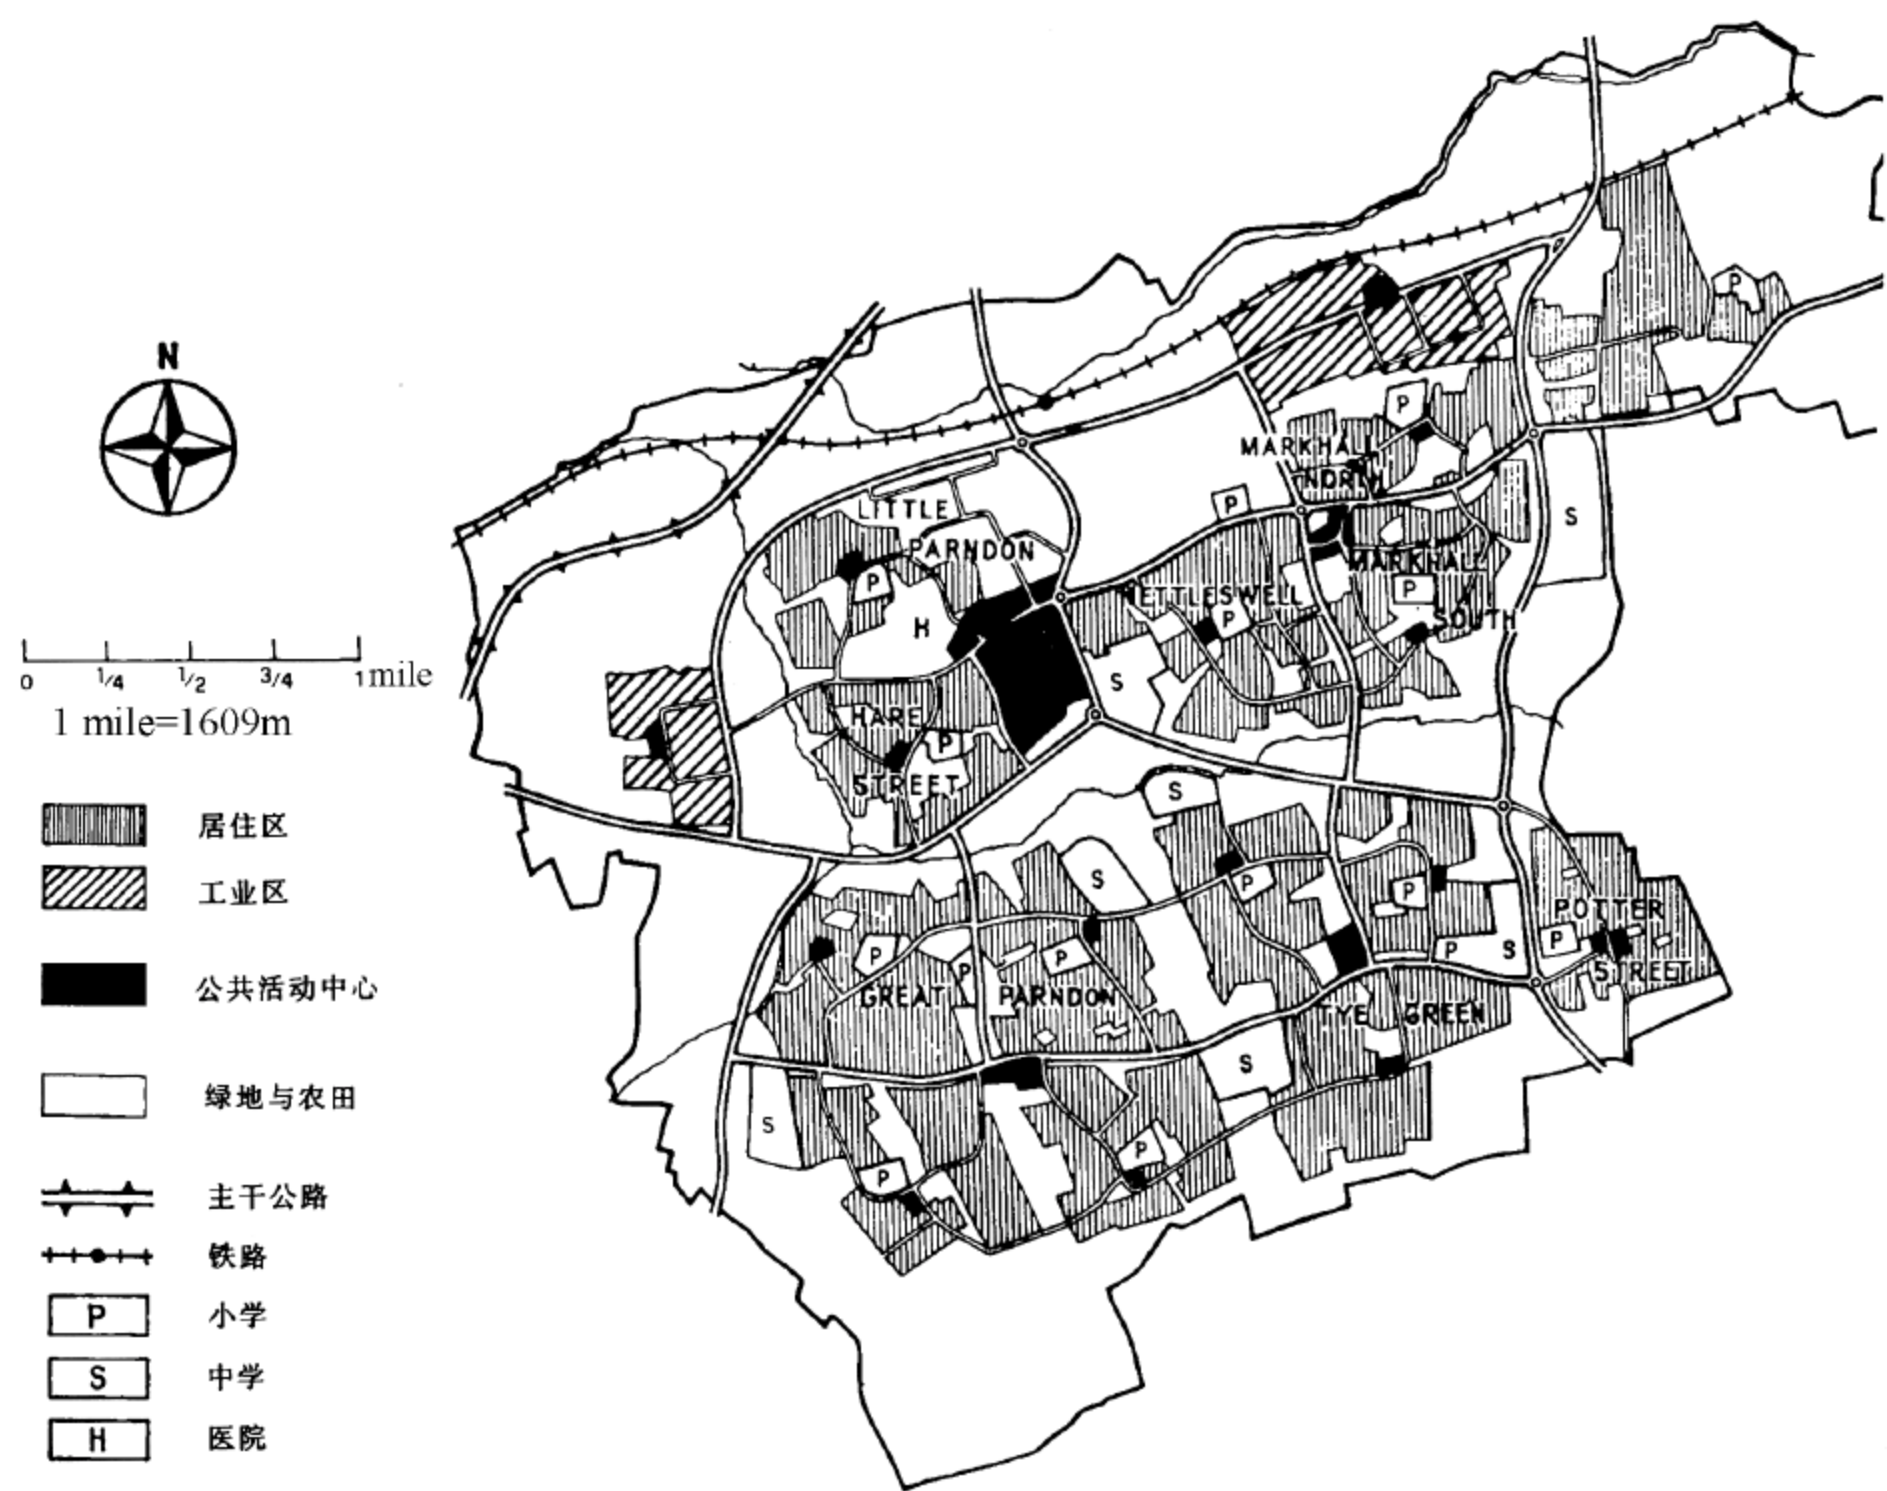 N
0 1/4 1/2 3/4 1 mile
1 mile=1609m
居住区
工业区
公共活动中心
绿地与农田
主干公路
铁路
P 小学
S 中学
H 医院
P
P
MARKHALL
NORTH
P
S
LITTLE
PARNDON
MARKHALL
P
P
ETTLESWELL
P
SOUTH
H
S
HARE
P
STREET
S
S
P
P
POTTER
P
P
P
P
S
P
STREET
GREAT
PARNDON
TYE GREEN
S
S
P
P